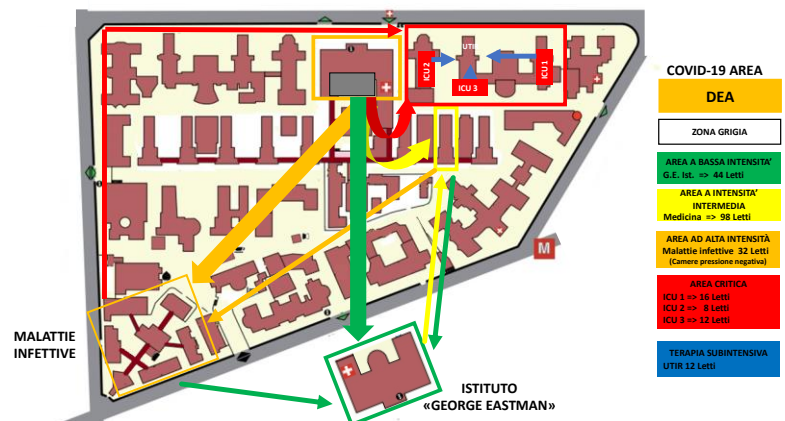 UTI
ICU 2
ICU 3
ICU 1
M
MALATTIE
INFETTIVE
ISTITUTO
«GEORGE EASTMAN»
COVID-19 AREA
DEA
ZONA GRIGIA
AREA A BASSA INTENSITA'
G.E. Ist. => 44 Letti
AREA A INTENSITA'
INTERMEDIA
Medicina => 98 Letti
AREA AD ALTA INTENSITÀ
Malattie infettive 32 Letti
(Camere pressione negativa)
AREA CRITICA
ICU 1 => 16 Letti
ICU 2 => 8 Letti
ICU 3 => 12 Letti
TERAPIA SUBINTENSIVA
UTIR 12 Letti